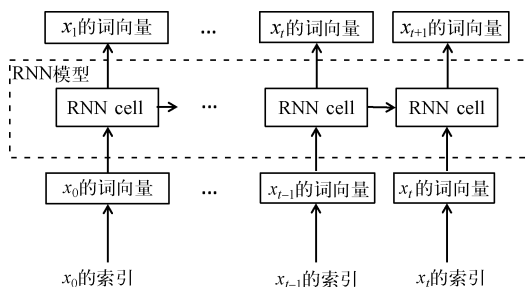 x₁的词向量 ... xₜ的词向量 xₜ₊₁的词向量
RNN模型
RNN cell ... RNN cell RNN cell
x₀的词向量 ... xₜ₋₁的词向量 xₜ的词向量
x₀的索引 xₜ₋₁的索引 xₜ的索引